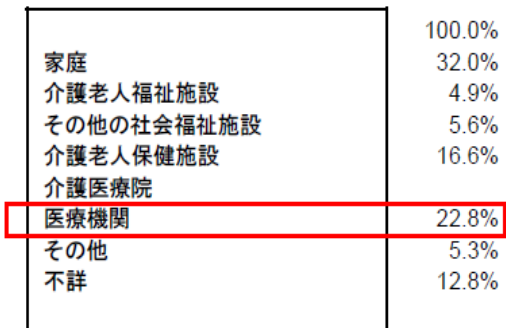 100.0%
家庭 32.0%
介護老人福祉施設 4.9%
その他の社会福祉施設 5.6%
介護老人保健施設 16.6%
介護医療院
医療機関 22.8%
その他 5.3%
不詳 12.8%